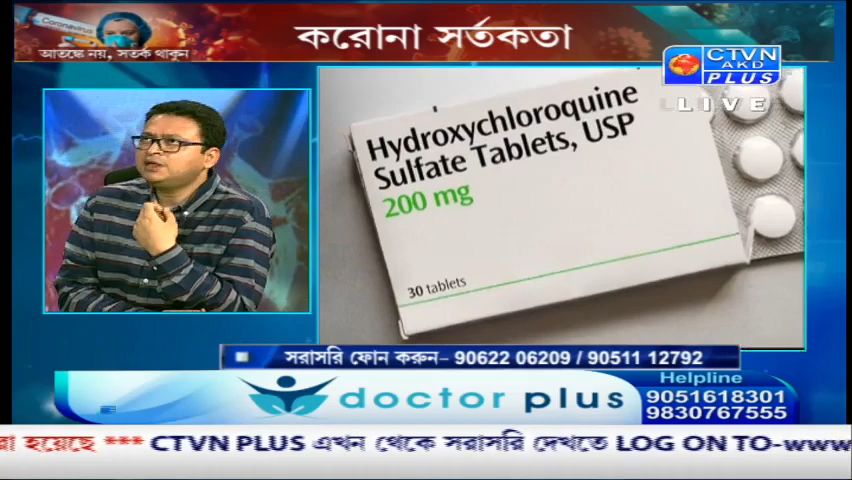 Coronavirus
আতঙ্কে নয়, সতর্ক থাকুন
করোনা সর্তকতা
CTVN
AKD
PLUS
LIVE
Hydroxychloroquine
Sulfate Tablets, USP
200 mg
30 tablets
সরাসরি ফোন করুন– 90622 06209 / 90511 12792
doctor plus
Helpline
9051618301
9830767555
রা হয়েছে *** CTVN PLUS এখন থেকে সরাসরি দেখতে LOG ON TO-www